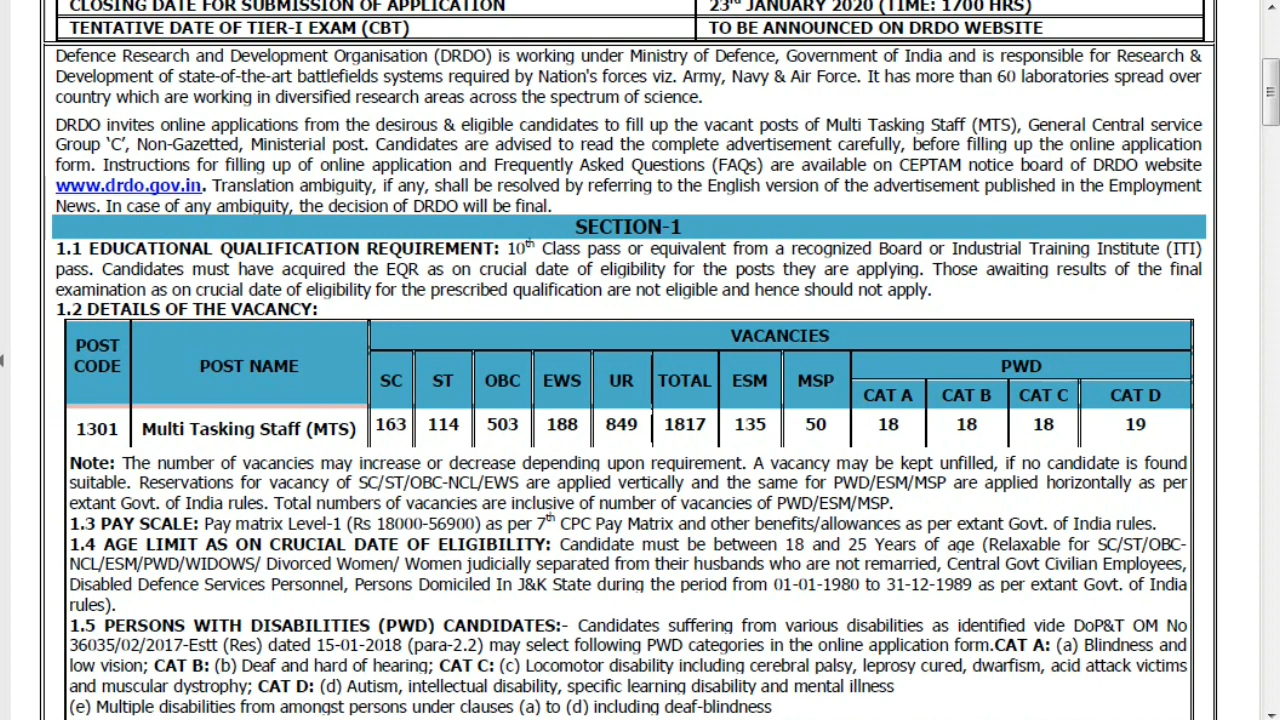 CLOSING DATE FOR SUBMISSION OF APPLICATION 23rd JANUARY 2020 (TIME: 1700 HRS)
TENTATIVE DATE OF TIER-I EXAM (CBT) TO BE ANNOUNCED ON DRDO WEBSITE
Defence Research and Development Organisation (DRDO) is working under Ministry of Defence, Government of India and is responsible for Research &
Development of state-of-the-art battlefields systems required by Nation's forces viz. Army, Navy & Air Force. It has more than 60 laboratories spread over
country which are working in diversified research areas across the spectrum of science.
DRDO invites online applications from the desirous & eligible candidates to fill up the vacant posts of Multi Tasking Staff (MTS), General Central service
Group 'C', Non-Gazetted, Ministerial post. Candidates are advised to read the complete advertisement carefully, before filling up the online application
form. Instructions for filling up of online application and Frequently Asked Questions (FAQs) are available on CEPTAM notice board of DRDO website
www.drdo.gov.in. Translation ambiguity, if any, shall be resolved by referring to the English version of the advertisement published in the Employment
News. In case of any ambiguity, the decision of DRDO will be final.
SECTION-1
1.1 EDUCATIONAL QUALIFICATION REQUIREMENT: 10th Class pass or equivalent from a recognized Board or Industrial Training Institute (ITI)
pass. Candidates must have acquired the EQR as on crucial date of eligibility for the posts they are applying. Those awaiting results of the final
examination as on crucial date of eligibility for the prescribed qualification are not eligible and hence should not apply.
1.2 DETAILS OF THE VACANCY:
POST CODE POST NAME VACANCIES
SC ST OBC EWS UR TOTAL ESM MSP PWD
CAT A CAT B CAT C CAT D
1301 Multi Tasking Staff (MTS) 163 114 503 188 849 1817 135 50 18 18 18 19
Note: The number of vacancies may increase or decrease depending upon requirement. A vacancy may be kept unfilled, if no candidate is found
suitable. Reservations for vacancy of SC/ST/OBC-NCL/EWS are applied vertically and the same for PWD/ESM/MSP are applied horizontally as per
extant Govt. of India rules. Total numbers of vacancies are inclusive of number of vacancies of PWD/ESM/MSP.
1.3 PAY SCALE: Pay matrix Level-1 (Rs 18000-56900) as per 7th CPC Pay Matrix and other benefits/allowances as per extant Govt. of India rules.
1.4 AGE LIMIT AS ON CRUCIAL DATE OF ELIGIBILITY: Candidate must be between 18 and 25 Years of age (Relaxable for SC/ST/OBC-
NCL/ESM/PWD/WIDOWS/ Divorced Women/ Women judicially separated from their husbands who are not remarried, Central Govt Civilian Employees,
Disabled Defence Services Personnel, Persons Domiciled In J&K State during the period from 01-01-1980 to 31-12-1989 as per extant Govt. of India
rules).
1.5 PERSONS WITH DISABILITIES (PWD) CANDIDATES:- Candidates suffering from various disabilities as identified vide DoP&T OM No
36035/02/2017-Estt (Res) dated 15-01-2018 (para-2.2) may select following PWD categories in the online application form.CAT A: (a) Blindness and
low vision; CAT B: (b) Deaf and hard of hearing; CAT C: (c) Locomotor disability including cerebral palsy, leprosy cured, dwarfism, acid attack victims
and muscular dystrophy; CAT D: (d) Autism, intellectual disability, specific learning disability and mental illness
(e) Multiple disabilities from amongst persons under clauses (a) to (d) including deaf-blindness